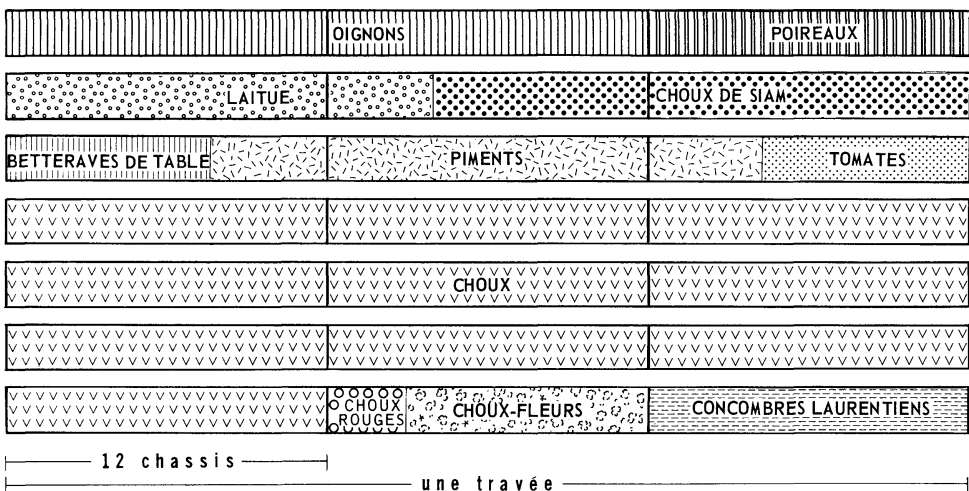 OIGNONS POIREAUX
LAITUE CHOUX DE SIAM
BETTERAVES DE TABLE PIMENTS TOMATES
CHOUX
CHOUX
ROUGES CHOUX-FLEURS CONCOMBRES LAURENTIENS
12 chassis
une travée